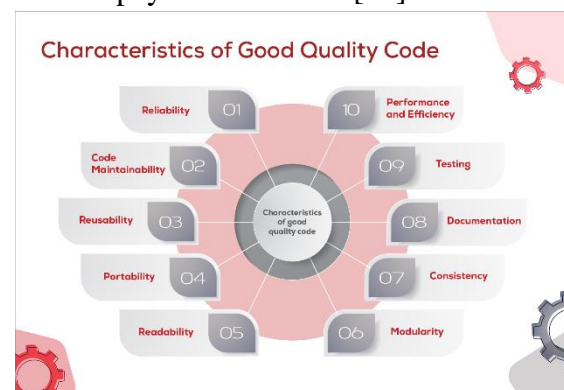 Characteristics of Good Quality Code
Reliability
01
Code
Maintainability
02
Reusability
03
Portability
04
Readability
05
10
Performance
and Efficiency
09
Testing
08
Documentation
07
Consistency
06
Modularity
Characteristics
of good
quality code